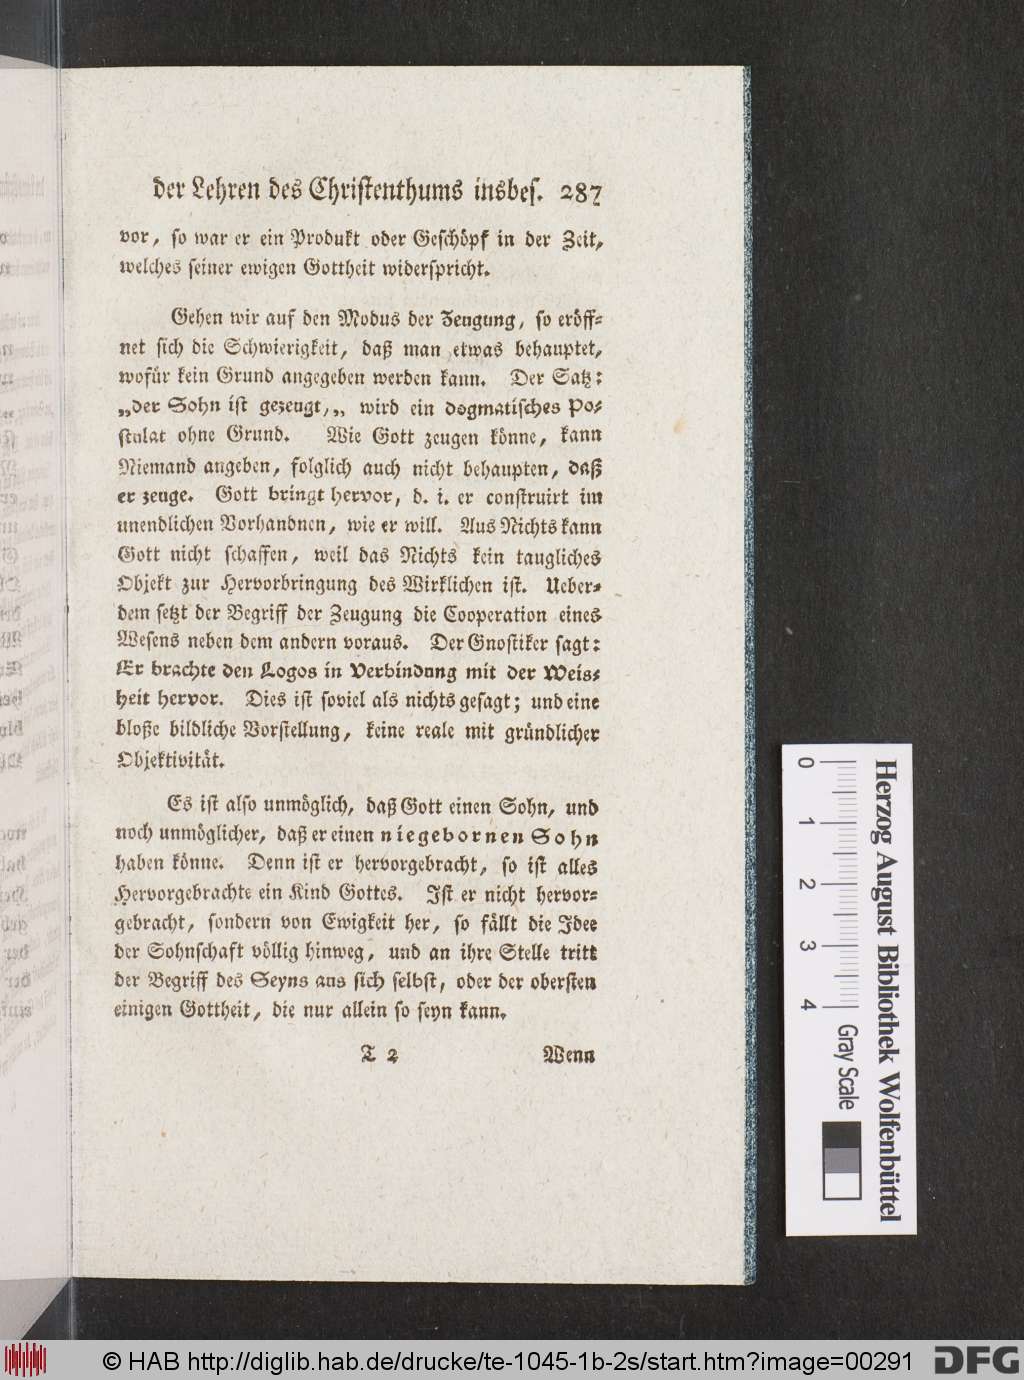 der Lehren des Christenthums insbes. 287
vor, so war er ein Produkt oder Geschöpf in der Zeit,
welches seiner ewigen Gottheit widerspricht.
Gehen wir auf den Modus der Zeugung, so eröff-
net sich die Schwierigkeit, daß man etwas behauptet,
wofür kein Grund angegeben werden kann. Der Satz:
„der Sohn ist gezeugt,„ wird ein dogmatisches Po-
stulat ohne Grund. Wie Gott zeugen könne, kann
Niemand angeben, folglich auch nicht behaupten, daß
er zeuge. Gott bringt hervor, d. i. er construirt im
unendlichen Vorhandnen, wie er will. Aus Nichts kann
Gott nicht schaffen, weil das Nichts kein taugliches
Objekt zur Hervorbringung des Wirklichen ist. Ueber-
dem setzt der Begriff der Zeugung die Cooperation eines
Wesens neben dem andern voraus. Der Gnostiker sagt:
Er brachte den Logos in Verbindung mit der Weis-
heit hervor. Dies ist soviel als nichts gesagt; und eine
bloße bildliche Vorstellung, keine reale mit gründlicher
Objektivität.
Es ist also unmöglich, daß Gott einen Sohn, und
noch unmöglicher, daß er einen niegebornen Sohn
haben könne. Denn ist er hervorgebracht, so ist alles
Hervorgebrachte ein Kind Gottes. Ist er nicht hervor-
gebracht, sondern von Ewigkeit her, so fällt die Idee
der Sohnschaft völlig hinweg, und an ihre Stelle tritt
der Begriff des Seyns aus sich selbst, oder der obersten
einigen Gottheit, die nur allein so seyn kann.
T 2 Wenn
Herzog August Bibliothek Wolfenbüttel
0 1 2 3 4 Gray Scale
© HAB http://diglib.hab.de/drucke/te-1045-1b-2s/start.htm?image=00291 DFG